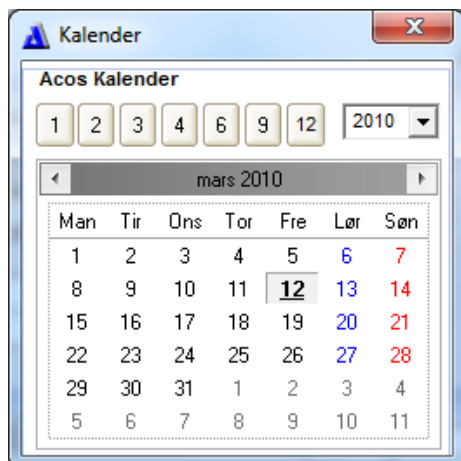 Kalender
Acos Kalender
1 2 3 4 6 9 12 2010
mars 2010
Man Tir Ons Tor Fre Lør Søn
1 2 3 4 5 6 7
8 9 10 11 12 13 14
15 16 17 18 19 20 21
22 23 24 25 26 27 28
29 30 31 1 2 3 4
5 6 7 8 9 10 11